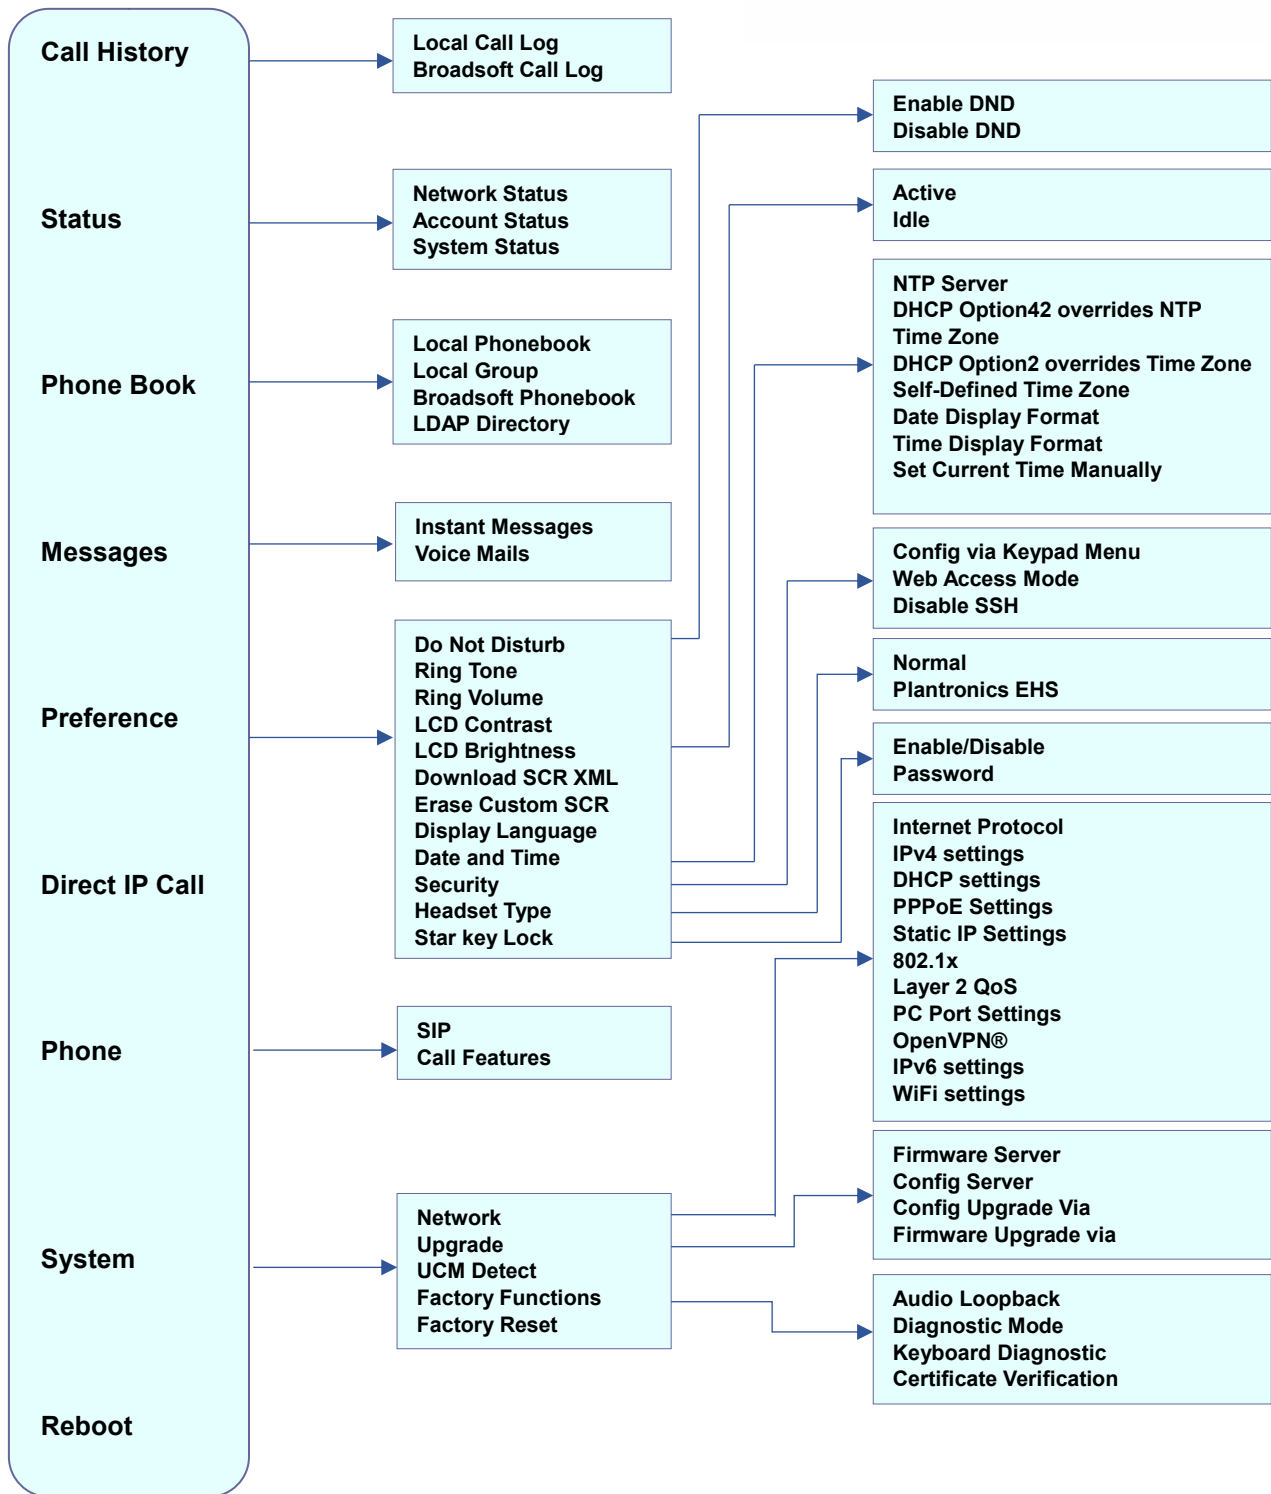 Call History
Status
Phone Book
Messages
Preference
Direct IP Call
Phone
System
Reboot
Local Call Log
Broadsoft Call Log
Network Status
Account Status
System Status
Local Phonebook
Local Group
Broadsoft Phonebook
LDAP Directory
Instant Messages
Voice Mails
Do Not Disturb
Ring Tone
Ring Volume
LCD Contrast
LCD Brightness
Download SCR XML
Erase Custom SCR
Display Language
Date and Time
Security
Headset Type
Star key Lock
SIP
Call Features
Network
Upgrade
UCM Detect
Factory Functions
Factory Reset
Enable DND
Disable DND
Active
Idle
NTP Server
DHCP Option42 overrides NTP
Time Zone
DHCP Option2 overrides Time Zone
Self-Defined Time Zone
Date Display Format
Time Display Format
Set Current Time Manually
Config via Keypad Menu
Web Access Mode
Disable SSH
Normal
Plantronics EHS
Enable/Disable
Password
Internet Protocol
IPv4 settings
DHCP settings
PPPoE Settings
Static IP Settings
802.1x
Layer 2 QoS
PC Port Settings
OpenVPN®
IPv6 settings
WiFi settings
Firmware Server
Config Server
Config Upgrade Via
Firmware Upgrade via
Audio Loopback
Diagnostic Mode
Keyboard Diagnostic
Certificate Verification